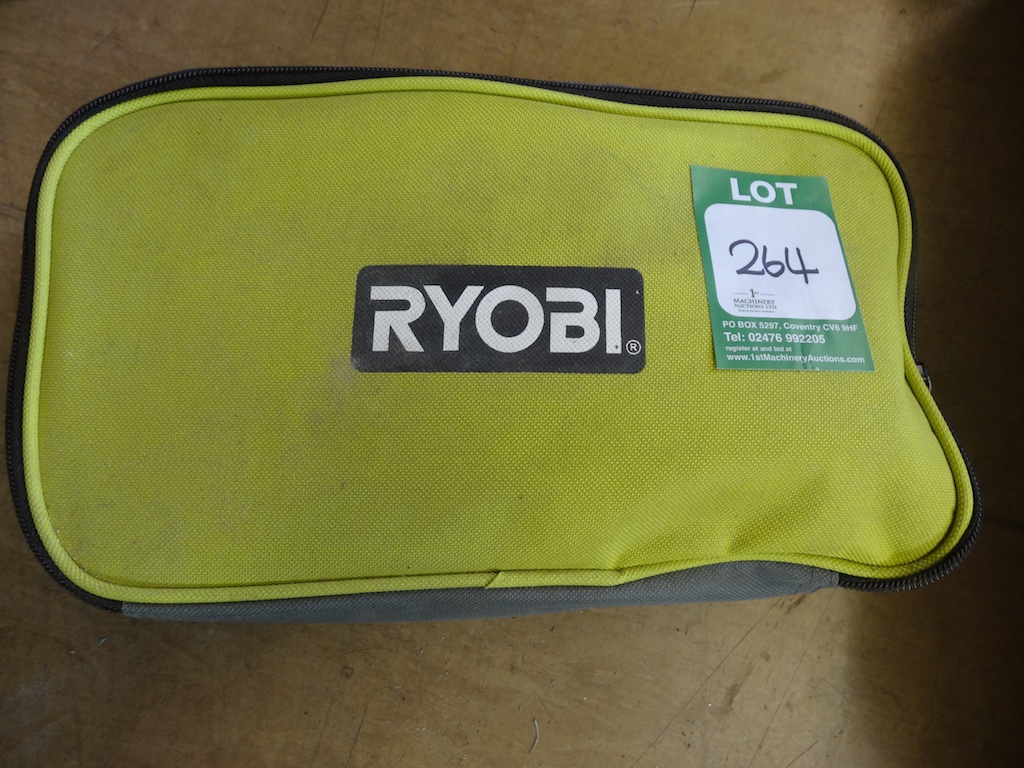 RYOBI®
LOT
264
1st
MACHINERY
AUCTIONS LTD
PO BOX 5297, Coventry CV6 9HF
Tel: 02476 992205
register at and bid at
www.1stMachineryAuctions.com